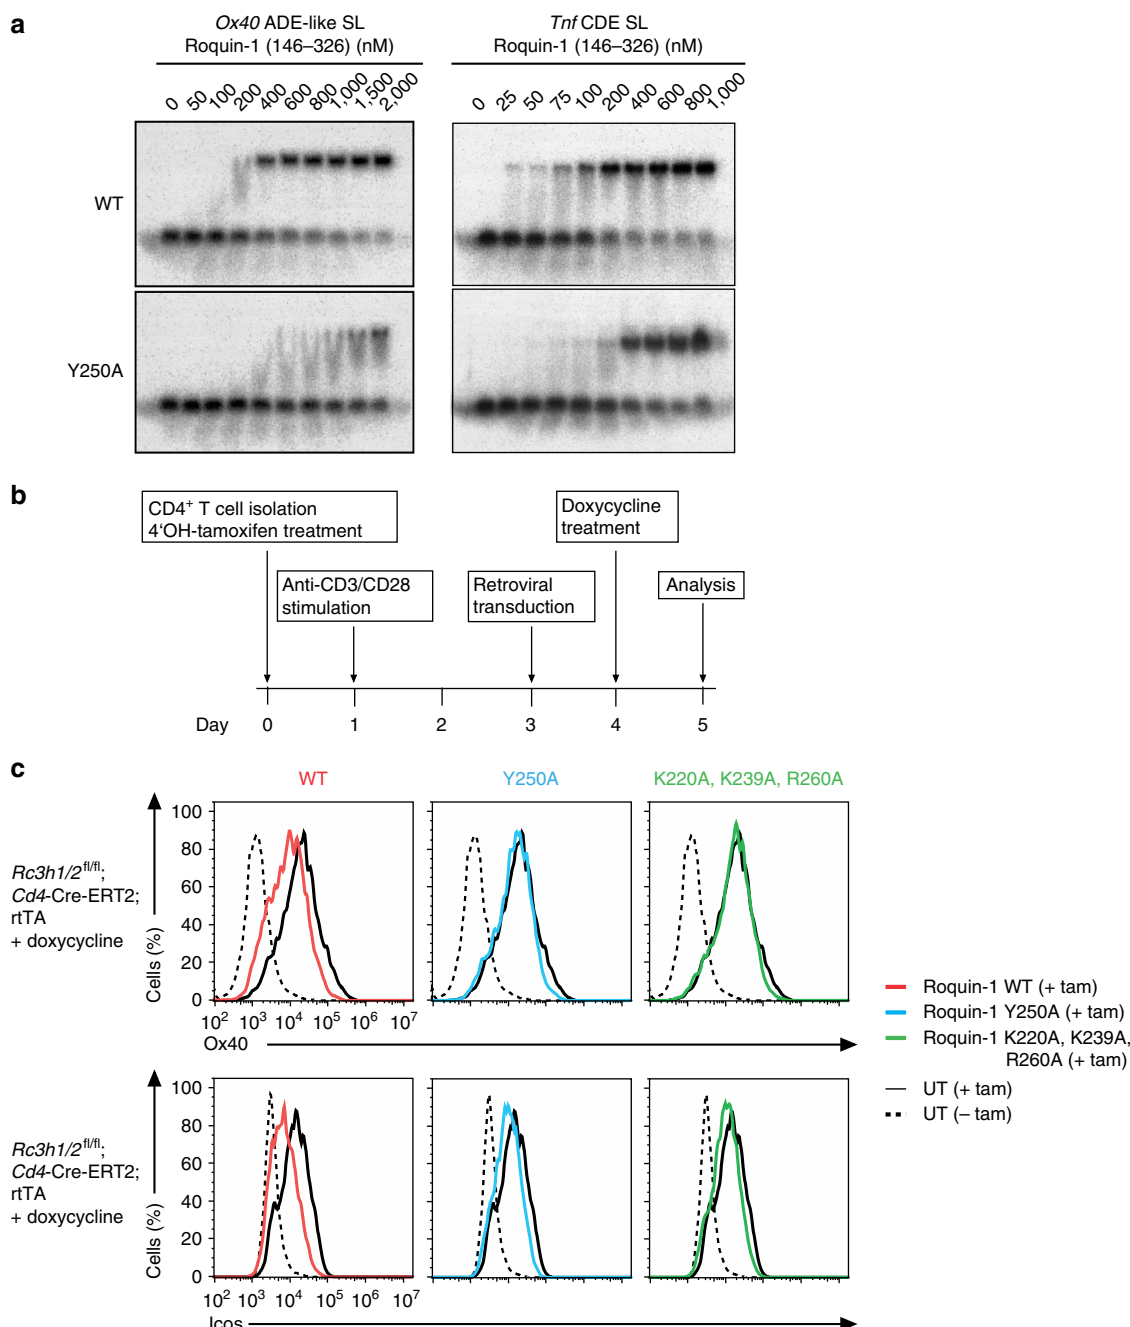 a
Ox40 ADE-like SL
Roquin-1 (146–326) (nM)
Tnf CDE SL
Roquin-1 (146–326) (nM)
0 50 100 200 400 600 800 1,000 1,500 2,000
0 25 50 75 100 200 400 600 800 1,000
WT
Y250A
b
CD4+ T cell isolation
4‘OH-tamoxifen treatment
Doxycycline
treatment
Anti-CD3/CD28
stimulation
Retroviral
transduction
Analysis
Day 0 1 2 3 4 5
c
WT
Y250A
K220A, K239A, R260A
Rc3h1/2fl/fl;
Cd4-Cre-ERT2;
rtTA
+ doxycycline
Cells (%)
100
80
60
40
20
0
10² 10³ 10⁴ 10⁵ 10⁶ 10⁷
Ox40
Roquin-1 WT (+ tam)
Roquin-1 Y250A (+ tam)
Roquin-1 K220A, K239A,
R260A (+ tam)
UT (+ tam)
UT (– tam)
Rc3h1/2fl/fl;
Cd4-Cre-ERT2;
rtTA
+ doxycycline
Cells (%)
100
80
60
40
20
0
10² 10³ 10⁴ 10⁵ 10⁶ 10⁷
Icos